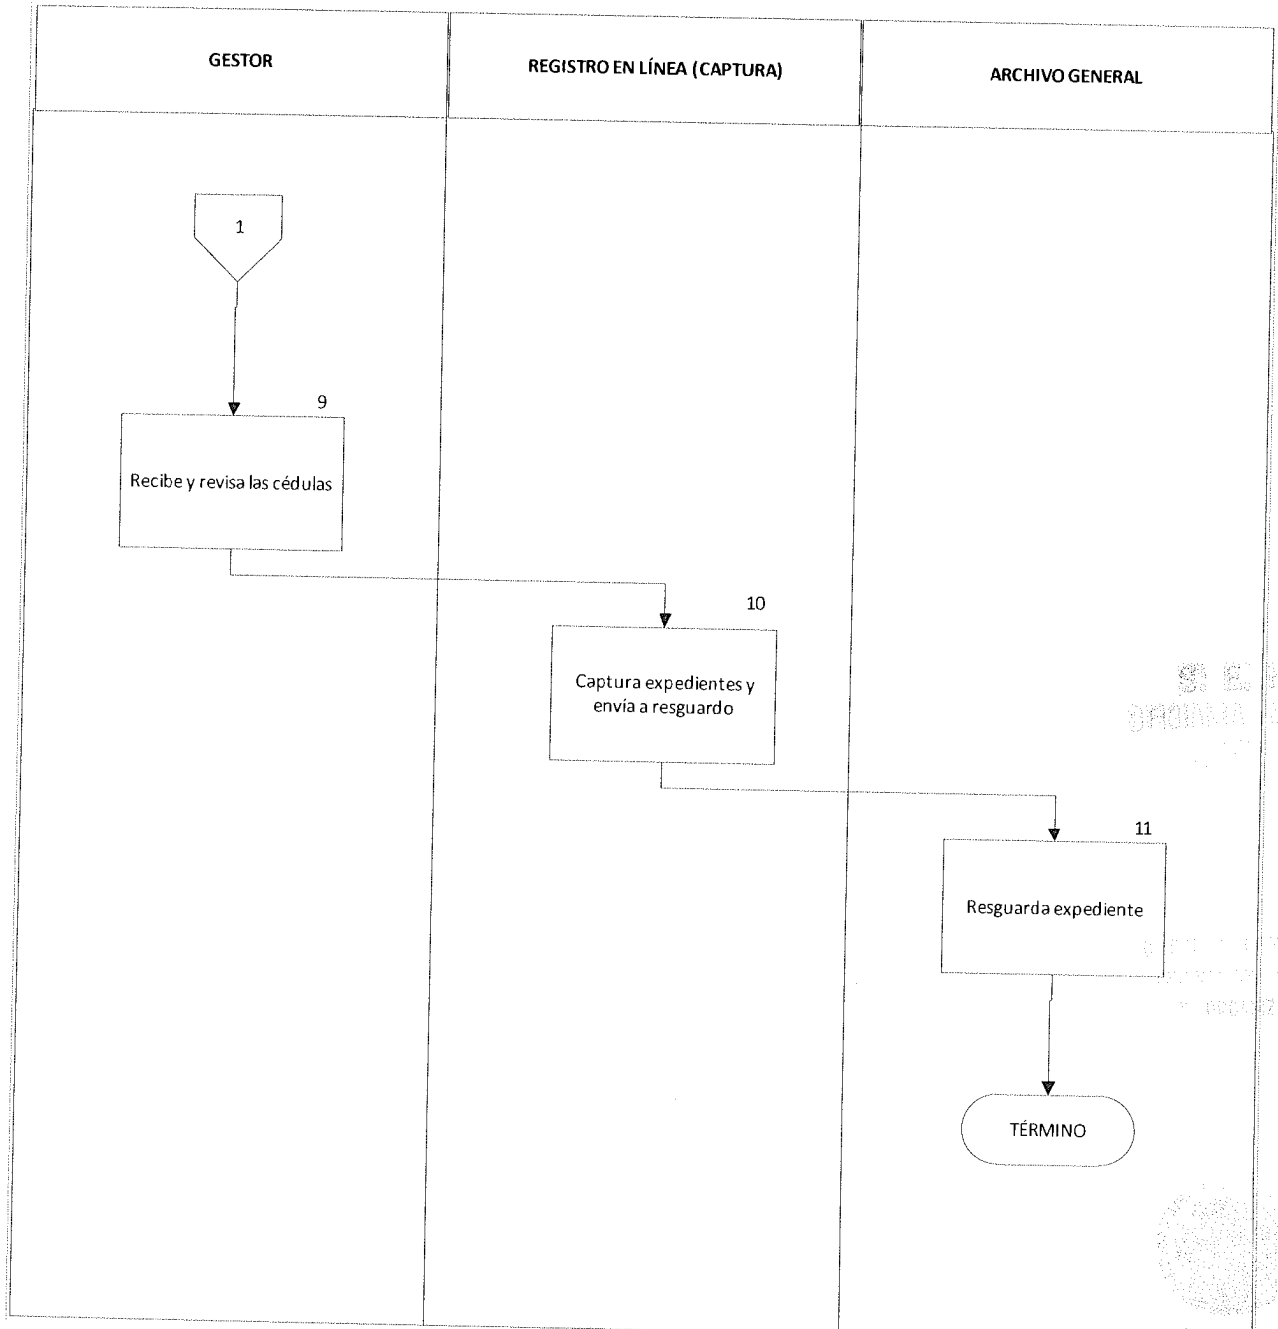 GESTOR
REGISTRO EN LÍNEA (CAPTURA)
ARCHIVO GENERAL
1
9
Recibe y revisa las cédulas
10
Captura expedientes y
envía a resguardo
11
Resguarda expediente
TÉRMINO